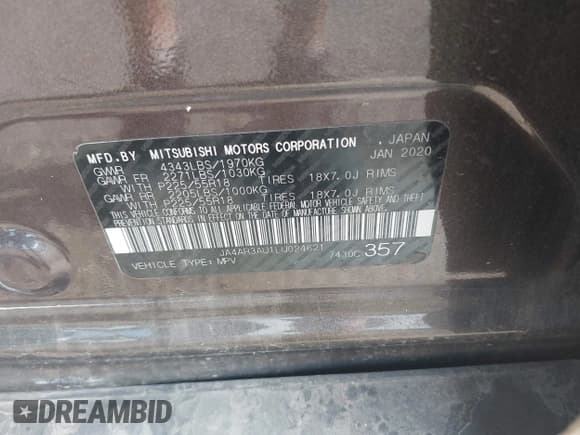 MFD.BY MITSUBISHI MOTORS CORPORATION . JAPAN
GVWR 4343LBS/1970KG JAN 2020
GAWR FR 2271LBS/1030KG
WITH P225/55R18 TIRES 18X7.0J RIMS
GAWR RR 2205LBS/1000KG
WITH P225/55R18 TIRES 18X7.0J RIMS
THIS VEHICLE CONFORMS TO ALL APPLICABLE FEDERAL MOTOR VEHICLE SAFETY, BUMPER AND THEFT
PREVENTION STANDARDS IN EFFECT ON THE DATE OF MANUFACTURE SHOWN ABOVE.
JA4AR3AU1LU024621
VEHICLE TYPE: MPV 7430C 357
DREAMBID